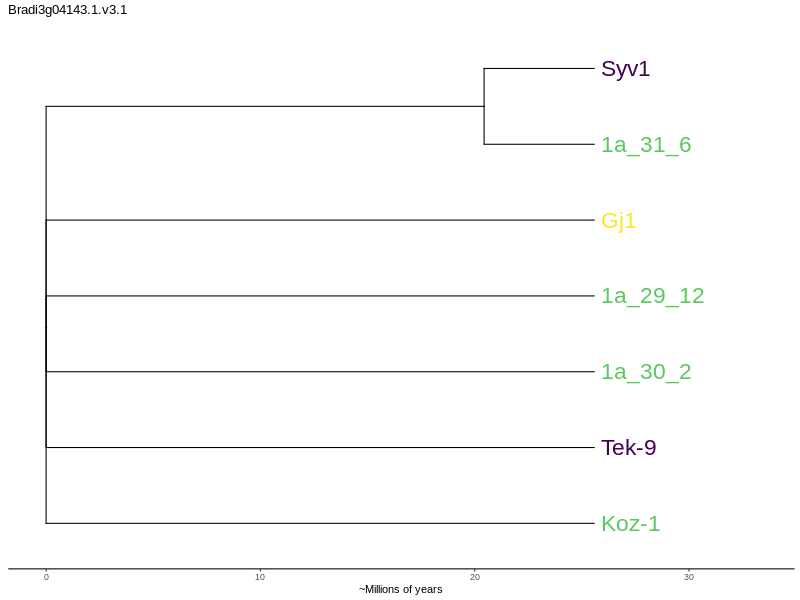 Bradi3g04143.1.v3.1
Syv1
1a_31_6
Gj1
1a_29_12
1a_30_2
Tek-9
Koz-1
0 10 20 30
~Millions of years